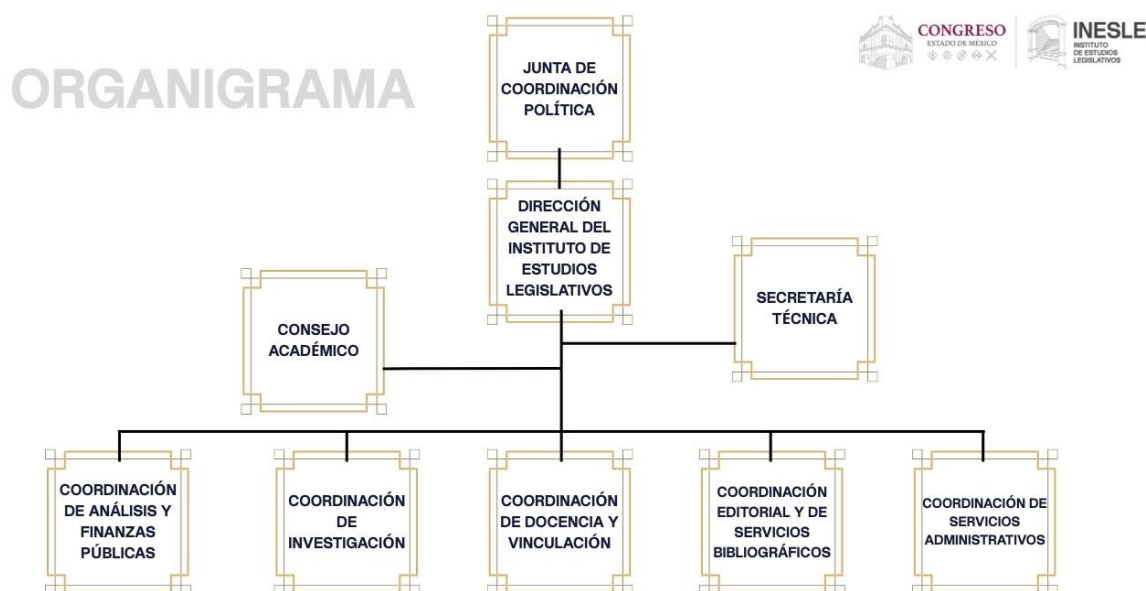 ORGANIGRAMA
CONGRESO
ESTADO DE MÉXICO
INESLE
INSTITUTO
DE ESTUDIOS
LEGISLATIVOS
JUNTA DE
COORDINACIÓN
POLÍTICA
DIRECCIÓN
GENERAL DEL
INSTITUTO DE
ESTUDIOS
LEGISLATIVOS
CONSEJO
ACADÉMICO
SECRETARÍA
TÉCNICA
COORDINACIÓN
DE ANÁLISIS Y
FINANZAS
PÚBLICAS
COORDINACIÓN
DE
INVESTIGACIÓN
COORDINACIÓN
DE DOCENCIA Y
VINCULACIÓN
COORDINACIÓN
EDITORIAL Y DE
SERVICIOS
BIBLIOGRÁFICOS
COORDINACIÓN DE
SERVICIOS
ADMINISTRATIVOS